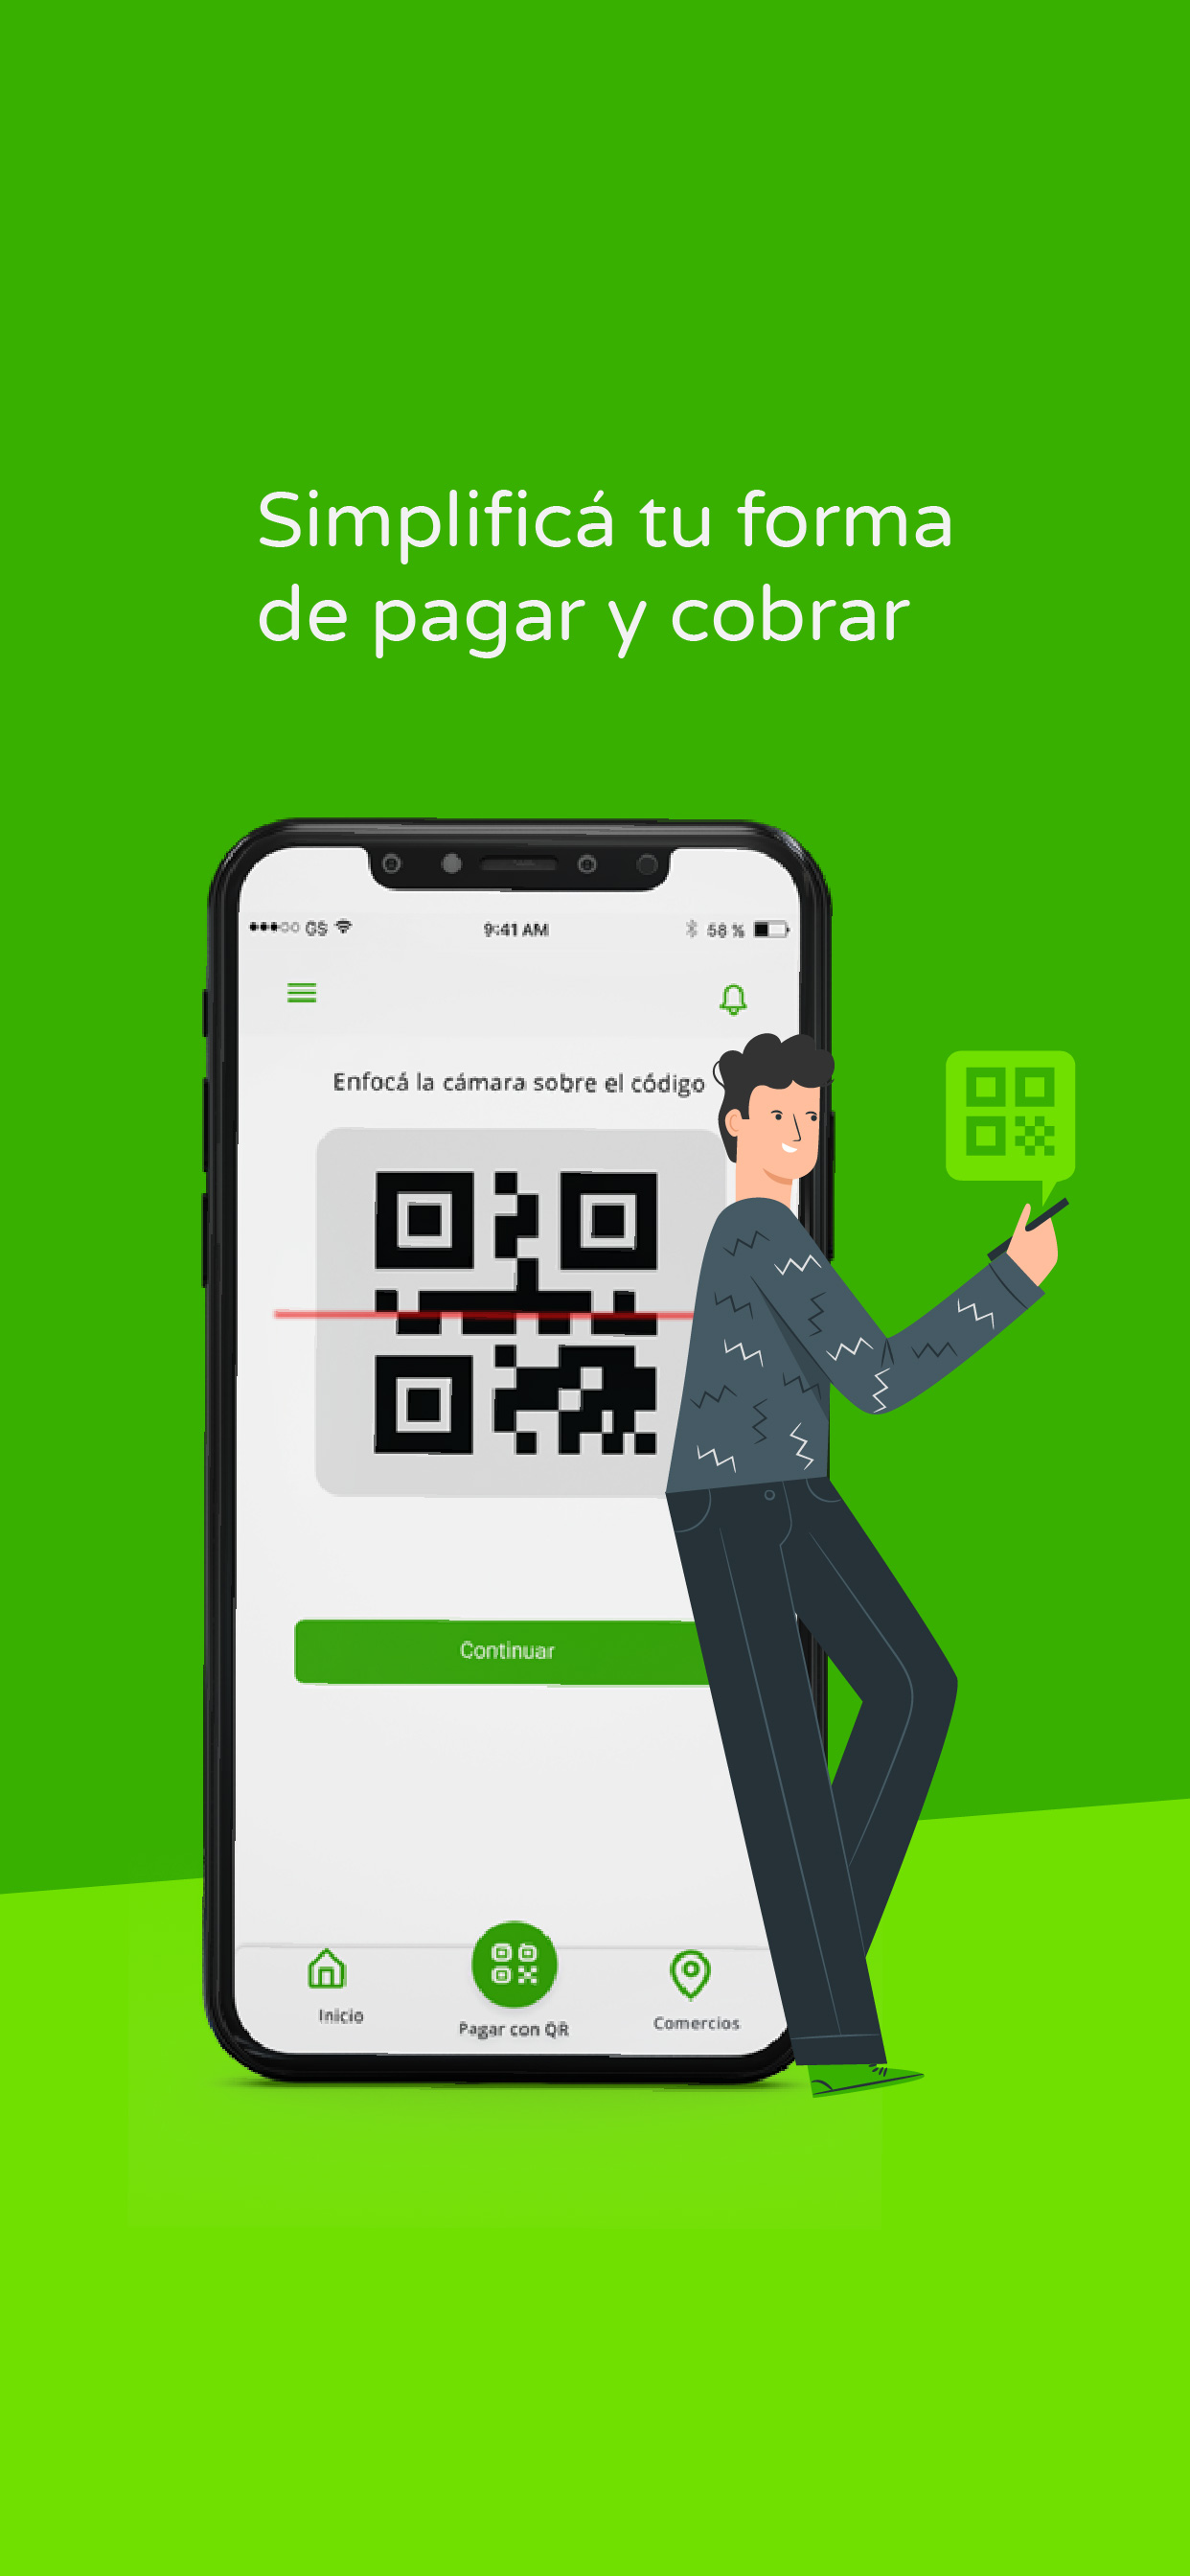 Simplificá tu forma
de pagar y cobrar
GS 9:41 AM 58 %
Enfocá la cámara sobre el código
Continuar
Inicio
Pagar con QR
Comercios